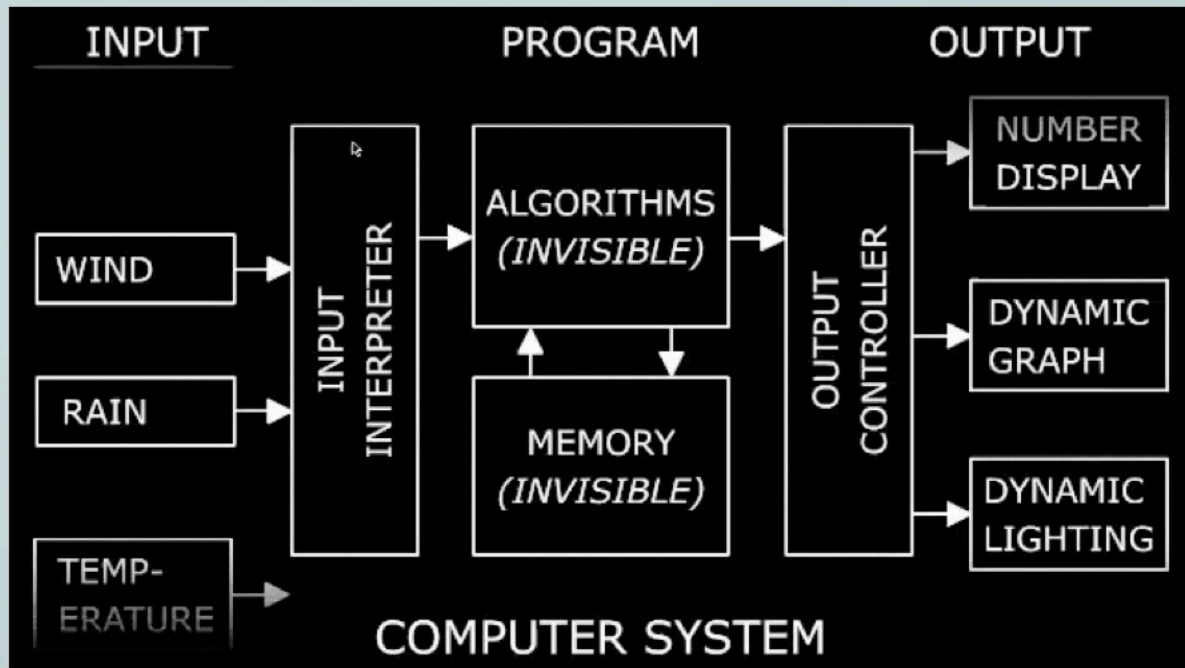 INPUT
PROGRAM
OUTPUT
WIND
RAIN
TEMP-
ERATURE
INPUT
INTERPRETER
ALGORITHMS
(INVISIBLE)
MEMORY
(INVISIBLE)
OUTPUT
CONTROLLER
NUMBER
DISPLAY
DYNAMIC
GRAPH
DYNAMIC
LIGHTING
COMPUTER SYSTEM